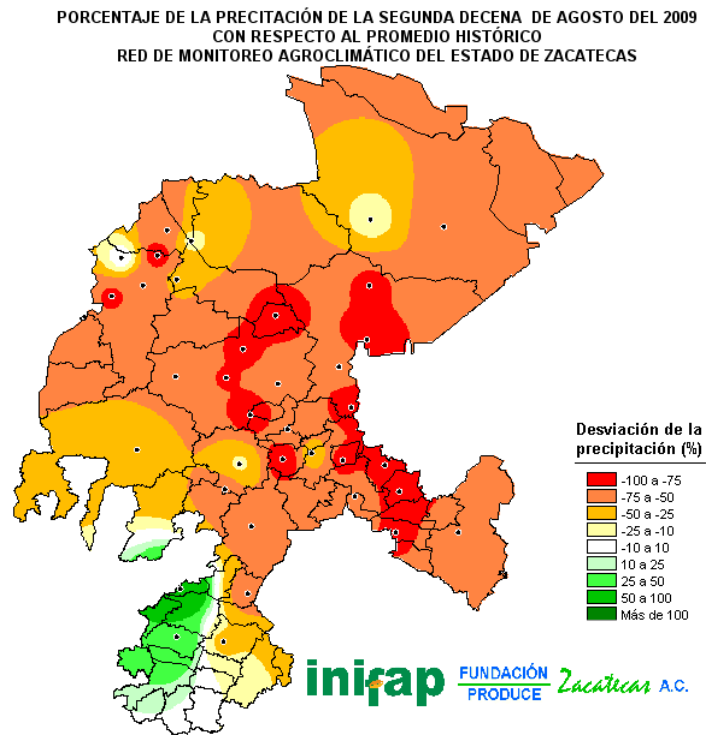 PORCENTAJE DE LA PRECITACIÓN DE LA SEGUNDA DECENA DE AGOSTO DEL 2009
CON RESPECTO AL PROMEDIO HISTÓRICO
RED DE MONITOREO AGROCLIMÁTICO DEL ESTADO DE ZACATECAS
Desviación de la
precipitación (%)
-100 a -75
-75 a -50
-50 a -25
-25 a -10
-10 a 10
10 a 25
25 a 50
50 a 100
Más de 100
inifap
FUNDACIÓN
PRODUCE
Zacatecas A.C.